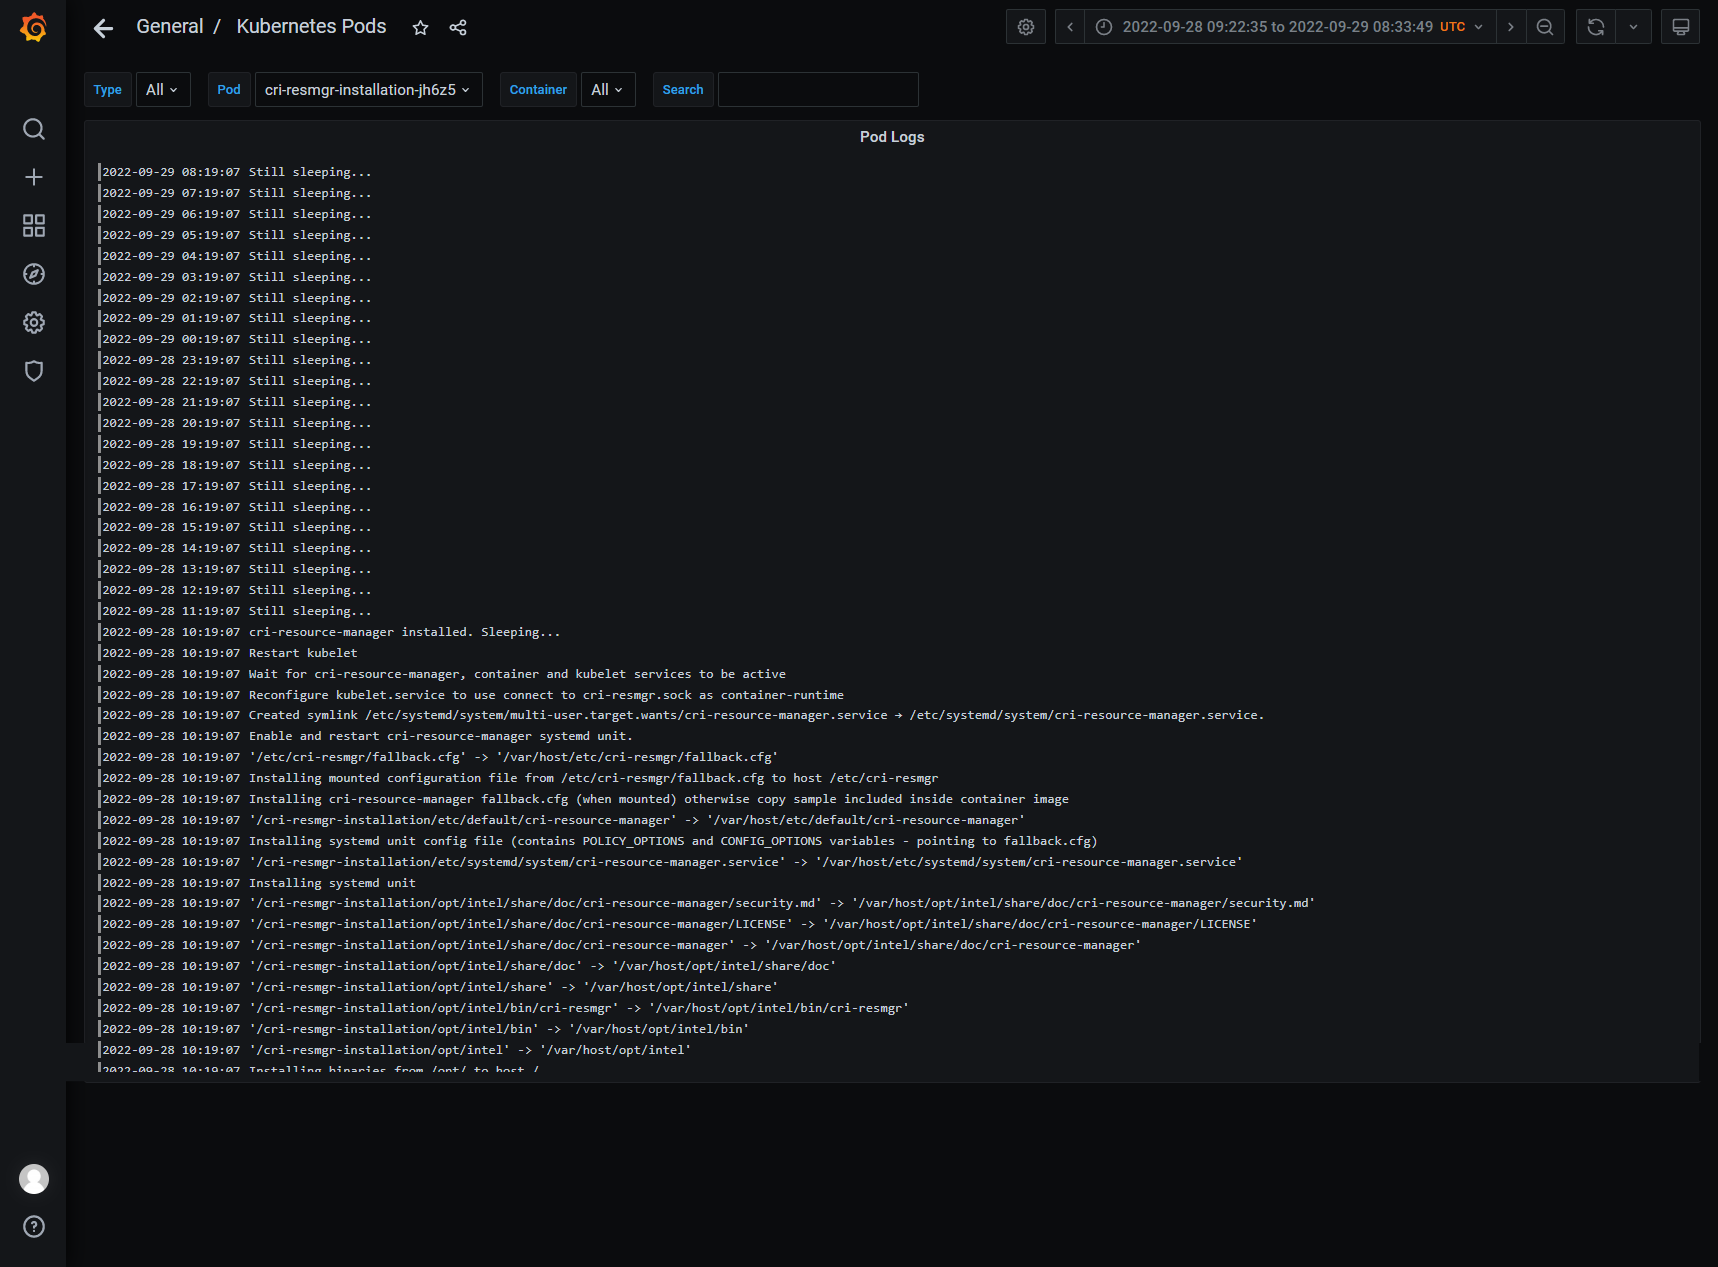 General / Kubernetes Pods
2022-09-28 09:22:35 to 2022-09-29 08:33:49 UTC
Type All Pod cri-resmgr-installation-jh6z5 Container All Search
Pod Logs
2022-09-29 08:19:07 Still sleeping...
2022-09-29 07:19:07 Still sleeping...
2022-09-29 06:19:07 Still sleeping...
2022-09-29 05:19:07 Still sleeping...
2022-09-29 04:19:07 Still sleeping...
2022-09-29 03:19:07 Still sleeping...
2022-09-29 02:19:07 Still sleeping...
2022-09-29 01:19:07 Still sleeping...
2022-09-29 00:19:07 Still sleeping...
2022-09-28 23:19:07 Still sleeping...
2022-09-28 22:19:07 Still sleeping...
2022-09-28 21:19:07 Still sleeping...
2022-09-28 20:19:07 Still sleeping...
2022-09-28 19:19:07 Still sleeping...
2022-09-28 18:19:07 Still sleeping...
2022-09-28 17:19:07 Still sleeping...
2022-09-28 16:19:07 Still sleeping...
2022-09-28 15:19:07 Still sleeping...
2022-09-28 14:19:07 Still sleeping...
2022-09-28 13:19:07 Still sleeping...
2022-09-28 12:19:07 Still sleeping...
2022-09-28 11:19:07 Still sleeping...
2022-09-28 10:19:07 cri-resource-manager installed. Sleeping...
2022-09-28 10:19:07 Restart kubelet
2022-09-28 10:19:07 Wait for cri-resource-manager, container and kubelet services to be active
2022-09-28 10:19:07 Reconfigure kubelet.service to use connect to cri-resmgr.sock as container-runtime
2022-09-28 10:19:07 Created symlink /etc/systemd/system/multi-user.target.wants/cri-resource-manager.service → /etc/systemd/system/cri-resource-manager.service.
2022-09-28 10:19:07 Enable and restart cri-resource-manager systemd unit.
2022-09-28 10:19:07 '/etc/cri-resmgr/fallback.cfg' -> '/var/host/etc/cri-resmgr/fallback.cfg'
2022-09-28 10:19:07 Installing mounted configuration file from /etc/cri-resmgr/fallback.cfg to host /etc/cri-resmgr
2022-09-28 10:19:07 Installing cri-resource-manager fallback.cfg (when mounted) otherwise copy sample included inside container image
2022-09-28 10:19:07 '/cri-resmgr-installation/etc/default/cri-resource-manager' -> '/var/host/etc/default/cri-resource-manager'
2022-09-28 10:19:07 Installing systemd unit config file (contains POLICY_OPTIONS and CONFIG_OPTIONS variables - pointing to fallback.cfg)
2022-09-28 10:19:07 '/cri-resmgr-installation/etc/systemd/system/cri-resource-manager.service' -> '/var/host/etc/systemd/system/cri-resource-manager.service'
2022-09-28 10:19:07 Installing systemd unit
2022-09-28 10:19:07 '/cri-resmgr-installation/opt/intel/share/doc/cri-resource-manager/security.md' -> '/var/host/opt/intel/share/doc/cri-resource-manager/security.md'
2022-09-28 10:19:07 '/cri-resmgr-installation/opt/intel/share/doc/cri-resource-manager/LICENSE' -> '/var/host/opt/intel/share/doc/cri-resource-manager/LICENSE'
2022-09-28 10:19:07 '/cri-resmgr-installation/opt/intel/share/doc/cri-resource-manager' -> '/var/host/opt/intel/share/doc/cri-resource-manager'
2022-09-28 10:19:07 '/cri-resmgr-installation/opt/intel/share/doc' -> '/var/host/opt/intel/share/doc'
2022-09-28 10:19:07 '/cri-resmgr-installation/opt/intel/share' -> '/var/host/opt/intel/share'
2022-09-28 10:19:07 '/cri-resmgr-installation/opt/intel/bin/cri-resmgr' -> '/var/host/opt/intel/bin/cri-resmgr'
2022-09-28 10:19:07 '/cri-resmgr-installation/opt/intel/bin' -> '/var/host/opt/intel/bin'
2022-09-28 10:19:07 '/cri-resmgr-installation/opt/intel' -> '/var/host/opt/intel'
2022-09-28 10:19:07 Installing binaries from /opt/ to host /